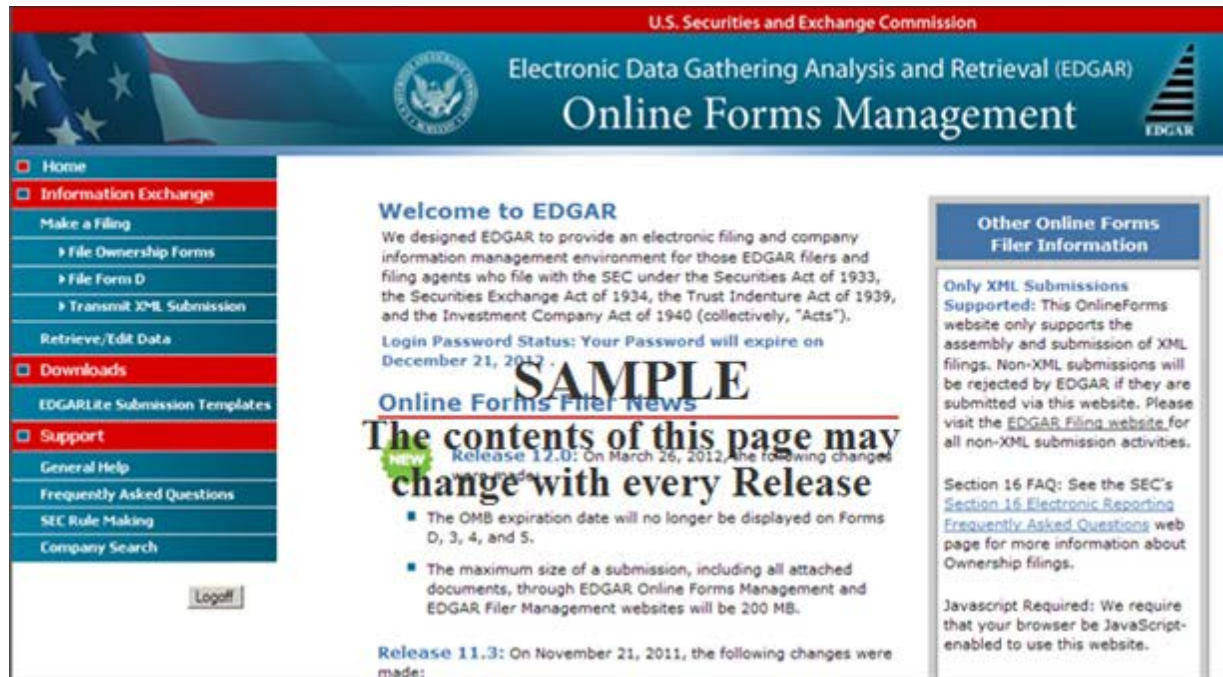 U.S. Securities and Exchange Commission
Electronic Data Gathering Analysis and Retrieval (EDGAR)
Online Forms Management
EDGAR
Home
Information Exchange
Make a Filing
File Ownership Forms
File Form D
Transmit XML Submission
Retrieve/Edit Data
Downloads
EDGARLite Submission Templates
Support
General Help
Frequently Asked Questions
SEC Rule Making
Company Search
Logoff
Welcome to EDGAR
We designed EDGAR to provide an electronic filing and company
information management environment for those EDGAR filers and
filing agents who file with the SEC under the Securities Act of 1933,
the Securities Exchange Act of 1934, the Trust Indenture Act of 1939,
and the Investment Company Act of 1940 (collectively, "Acts").
Login Password Status: Your Password will expire on
December 21, 2012 .
SAMPLE
Online Forms Filer News
The contents of this page may
change with every Release
NEW
Release 12.0: On March 26, 2012, the following changes
were made:
The OMB expiration date will no longer be displayed on Forms
D, 3, 4, and 5.
The maximum size of a submission, including all attached
documents, through EDGAR Online Forms Management and
EDGAR Filer Management websites will be 200 MB.
Release 11.3: On November 21, 2011, the following changes were
made:
Other Online Forms
Filer Information
Only XML Submissions
Supported: This OnlineForms
website only supports the
assembly and submission of XML
filings. Non-XML submissions will
be rejected by EDGAR if they are
submitted via this website. Please
visit the EDGAR Filing website for
all non-XML submission activities.
Section 16 FAQ: See the SEC's
Section 16 Electronic Reporting
Frequently Asked Questions web
page for more information about
Ownership filings.
Javascript Required: We require
that your browser be JavaScript-
enabled to use this website.